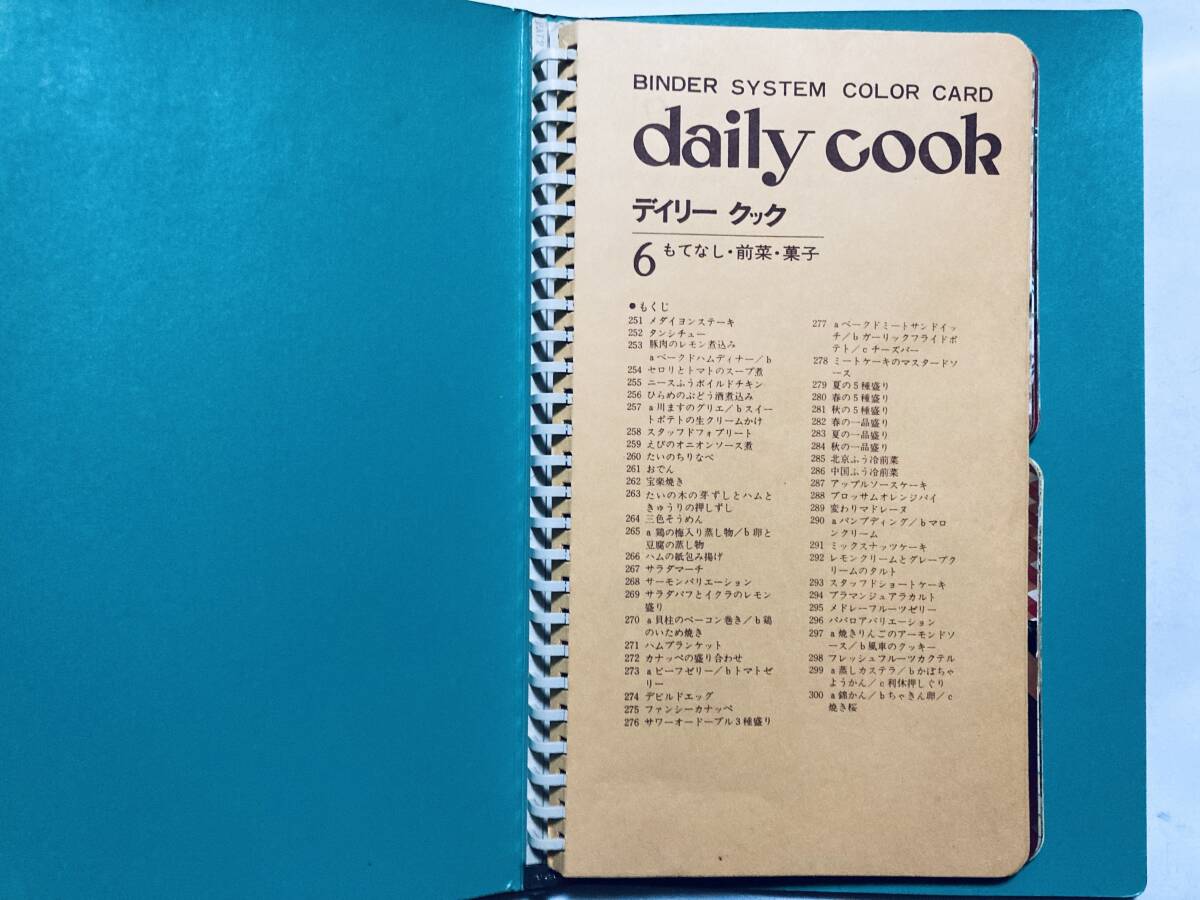 BINDER SYSTEM COLOR CARD
daily cook
デイリー クック
6 もてなし・前菜・菓子
●もくじ
251 メダイヨンステーキ
252 タンシチュー
253 豚肉のレモン煮込み
aベークドハムディナー/b
254 セロリとトマトのスープ煮
255 ニースふうボイルドチキン
256 ひらめのぶどう酒煮込み
257 a川ますのグリエ/bスイー
トポテトの生クリームかけ
258 スタッフドフォブリート
259 えびのオニオンソース煮
260 たいのちりなべ
261 おでん
262 宝楽焼き
263 たいの木の芽ずしとハムと
きゅうりの押しずし
264 三色そうめん
265 a鶏の梅入り蒸し物/b卵と
豆腐の蒸し物
266 ハムの紙包み揚げ
267 サラダマーチ
268 サーモンバリエーション
269 サラダパフとイクラのレモン
盛り
270 a貝柱のベーコン巻き/b鶏
のいため焼き
271 ハムブランケット
272 カナッペの盛り合わせ
273 aビーフゼリー/bトマトゼ
リー
274 デビルドエッグ
275 ファンシーカナッペ
276 サワーオードーブル3種盛り
277 aベークドミートサンドイッ
チ/bガーリックフライドポ
テト/cチーズバー
278 ミートケーキのマスタードソ
ース
279 夏の5種盛り
280 春の5種盛り
281 秋の5種盛り
282 春の一品盛り
283 夏の一品盛り
284 秋の一品盛り
285 北京ふう冷前菜
286 中国ふう冷前菜
287 アップルソースケーキ
288 ブロッサムオレンジパイ
289 変わりマドレーヌ
290 aパンプディング/bマロ
ンクリーム
291 ミックスナッツケーキ
292 レモンクリームとグレープク
リームのタルト
293 スタッフドショートケーキ
294 ブラマンジュアラカルト
295 メドレーフルーツゼリー
296 ババロアバリエーション
297 a焼きりんごのアーモンドソ
ース/b風車のクッキー
298 フレッシュフルーツカクテル
299 a蒸しカステラ/bかぼちゃ
ようかん/c利休押しぐり
300 a錦かん/bちゃきん卵/c
焼き桜